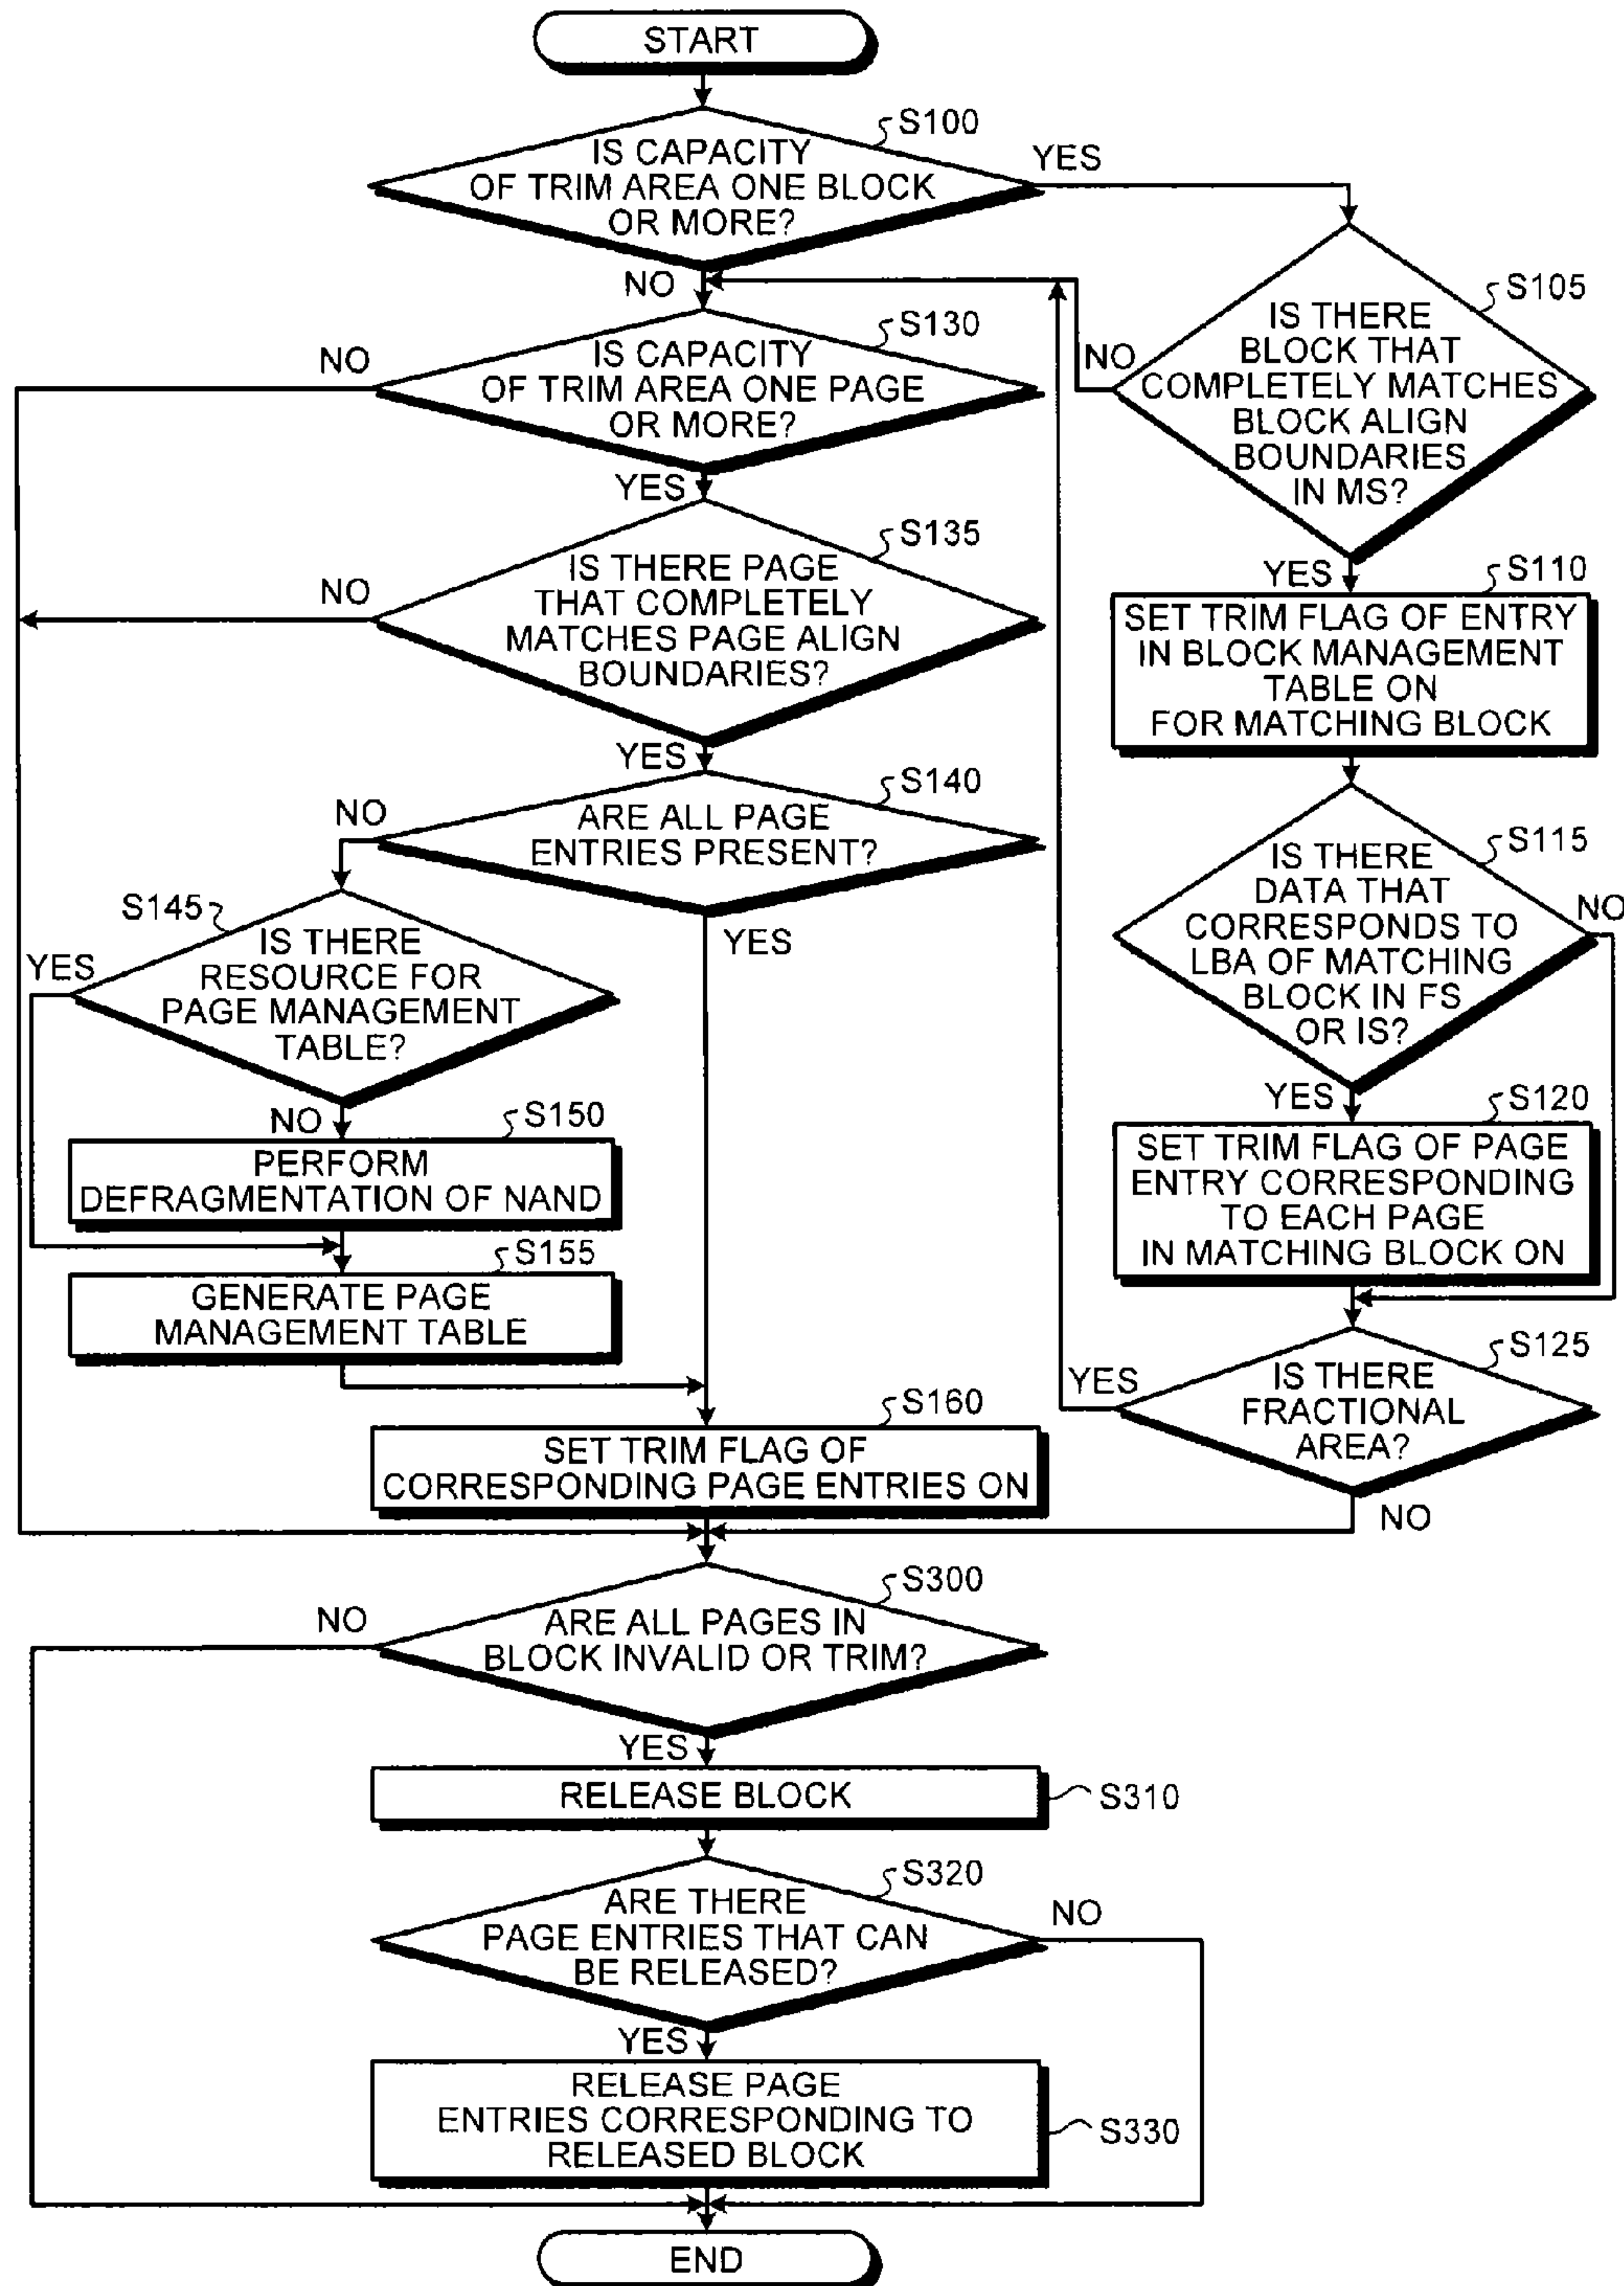 START
S100
IS CAPACITY
OF TRIM AREA ONE BLOCK
OR MORE?
YES
NO
S105
IS THERE
BLOCK THAT
COMPLETELY MATCHES
BLOCK ALIGN
BOUNDARIES
IN MS?
NO
YES
S110
SET TRIM FLAG OF ENTRY
IN BLOCK MANAGEMENT
TABLE ON
FOR MATCHING BLOCK
S115
IS THERE
DATA THAT
CORRESPONDS TO
LBA OF MATCHING
BLOCK IN FS
OR IS?
NO
YES
S120
SET TRIM FLAG OF PAGE
ENTRY CORRESPONDING
TO EACH PAGE
IN MATCHING BLOCK ON
S125
IS THERE
FRACTIONAL
AREA?
YES
NO
S130
IS CAPACITY
OF TRIM AREA ONE PAGE
OR MORE?
NO
YES
S135
IS THERE PAGE
THAT COMPLETELY
MATCHES PAGE ALIGN
BOUNDARIES?
NO
YES
S140
ARE ALL PAGE
ENTRIES PRESENT?
NO
YES
S145
IS THERE
RESOURCE FOR
PAGE MANAGEMENT
TABLE?
YES
NO
S150
PERFORM
DEFRAGMENTATION OF NAND
S155
GENERATE PAGE
MANAGEMENT TABLE
S160
SET TRIM FLAG OF
CORRESPONDING PAGE ENTRIES ON
S300
ARE ALL PAGES IN
BLOCK INVALID OR TRIM?
NO
YES
RELEASE BLOCK
S310
S320
ARE THERE
PAGE ENTRIES THAT CAN
BE RELEASED?
NO
YES
RELEASE PAGE
ENTRIES CORRESPONDING TO
RELEASED BLOCK
S330
END